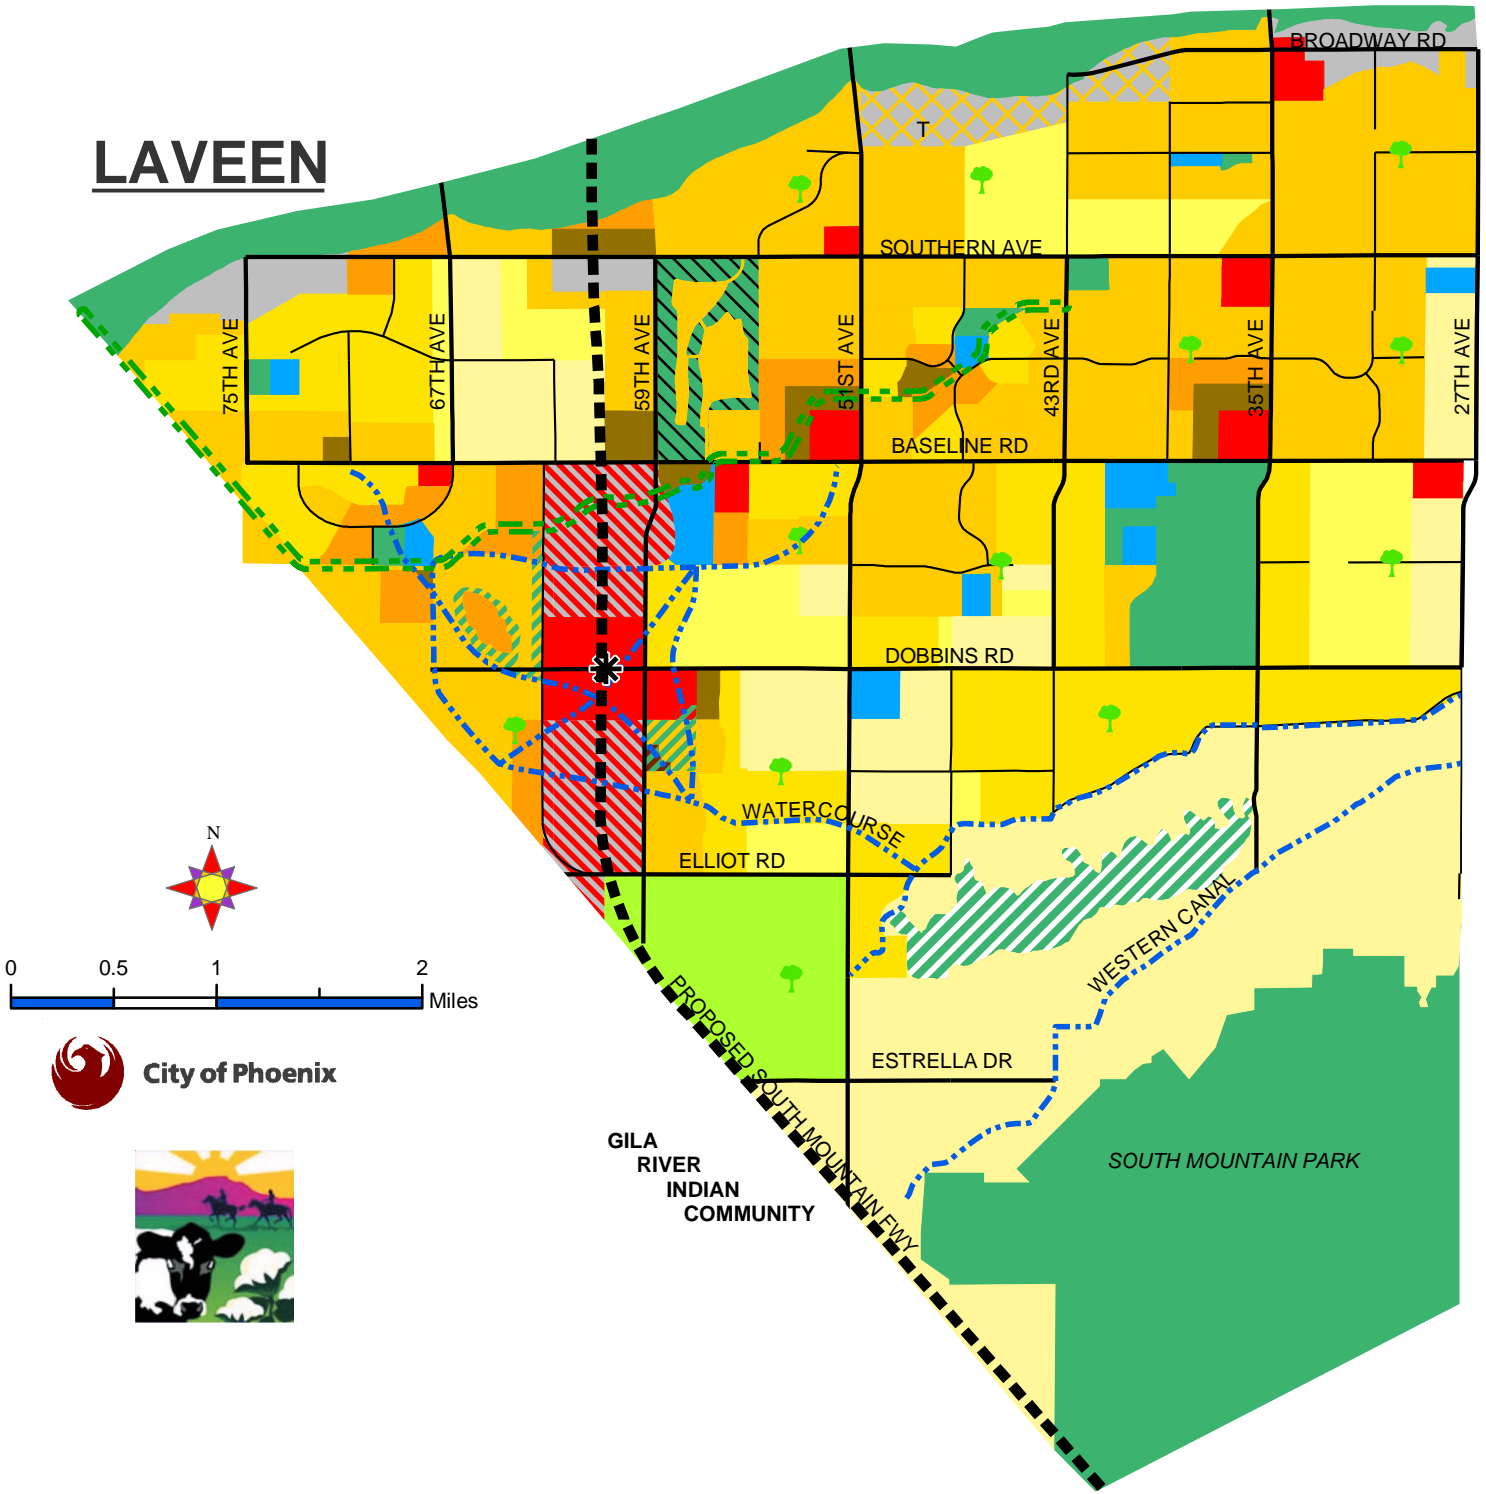 BROADWAY RD
T
LAVEEN
SOUTHERN AVE
75TH AVE
67TH AVE
59TH AVE
51ST AVE
43RD AVE
35TH AVE
27TH AVE
BASELINE RD
DOBBINS RD
WATERCOURSE
N
ELLIOT RD
WESTERN CANAL
0 0.5 1 2
Miles
PROPOSED SOUTH MOUNTAIN FWY
ESTRELLA DR
City of Phoenix
GILA
RIVER
INDIAN
COMMUNITY
SOUTH MOUNTAIN PARK